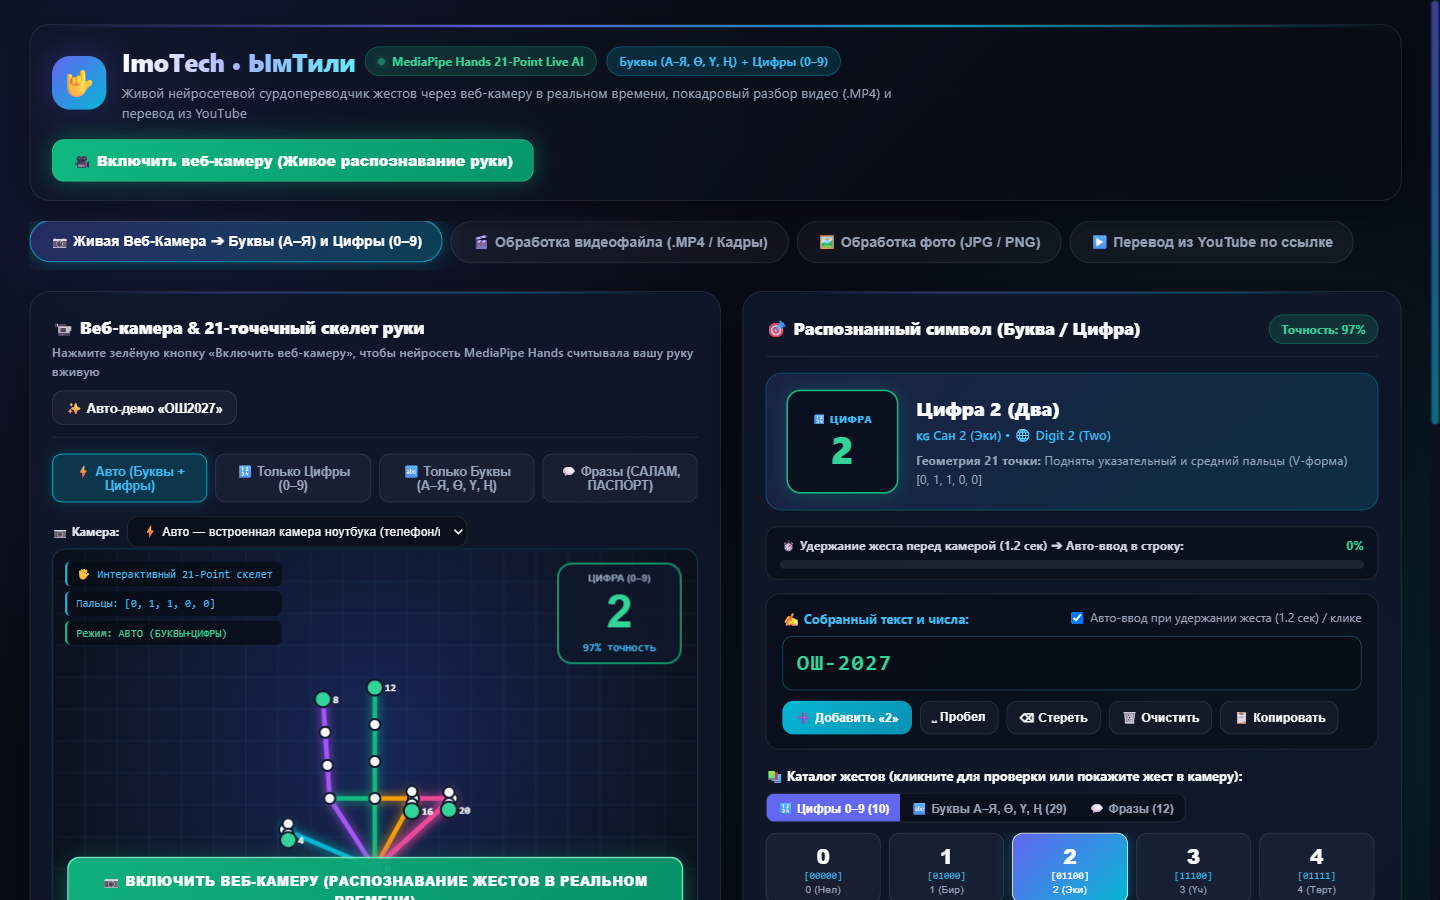 ImoTech • ЫмТили
MediaPipe Hands 21-Point Live AI
Буквы (А–Я, Ө, Ү, Ң) + Цифры (0–9)
Живой нейросетевой сурдопереводчик жестов через веб-камеру в реальном времени, покадровый разбор видео (.MP4) и
перевод из YouTube
Включить веб-камеру (Живое распознавание руки)
Живая Веб-Камера ➔ Буквы (А–Я) и Цифры (0–9)
Обработка видеофайла (.MP4 / Кадры)
Обработка фото (JPG / PNG)
Перевод из YouTube по ссылке
Веб-камера & 21-точечный скелет руки
Нажмите зелёную кнопку «Включить веб-камеру», чтобы нейросеть MediaPipe Hands считывала вашу руку
вживую
Авто-демо «ОШ2027»
Авто (Буквы +
Цифры)
Только Цифры
(0–9)
Только Буквы
(А–Я, Ө, Ү, Ң)
Фразы (САЛАМ,
ПАСПОРТ)
Камера:
Авто — встроенная камера ноутбука (телефон/
Интерактивный 21-Point скелет
Пальцы: [0, 1, 1, 0, 0]
Режим: АВТО (БУКВЫ+ЦИФРЫ)
ЦИФРА (0–9)
2
97% точность
8
12
16
20
4
ВКЛЮЧИТЬ ВЕБ-КАМЕРУ (РАСПОЗНАВАНИЕ ЖЕСТОВ В РЕАЛЬНОМ
ВРЕМЕНИ)
Распознанный символ (Буква / Цифра)
Точность: 97%
ЦИФРА
2
Цифра 2 (Два)
KG Сан 2 (Эки) • Digit 2 (Two)
Геометрия 21 точки: Подняты указательный и средний пальцы (V-форма)
[0, 1, 1, 0, 0]
Удержание жеста перед камерой (1.2 сек) ➔ Авто-ввод в строку:
0%
Собранный текст и числа:
Авто-ввод при удержании жеста (1.2 сек) / клике
ОШ-2027
Добавить «2»
␣ Пробел
Стереть
Очистить
Копировать
Каталог жестов (кликните для проверки или покажите жест в камеру):
Цифры 0–9 (10)
Буквы А–Я, Ө, Ү, Ң (29)
Фразы (12)
0
[00000]
0 (Нөл)
1
[01000]
1 (Бир)
2
[01100]
2 (Эки)
3
[11100]
3 (Үч)
4
[01111]
4 (Төрт)